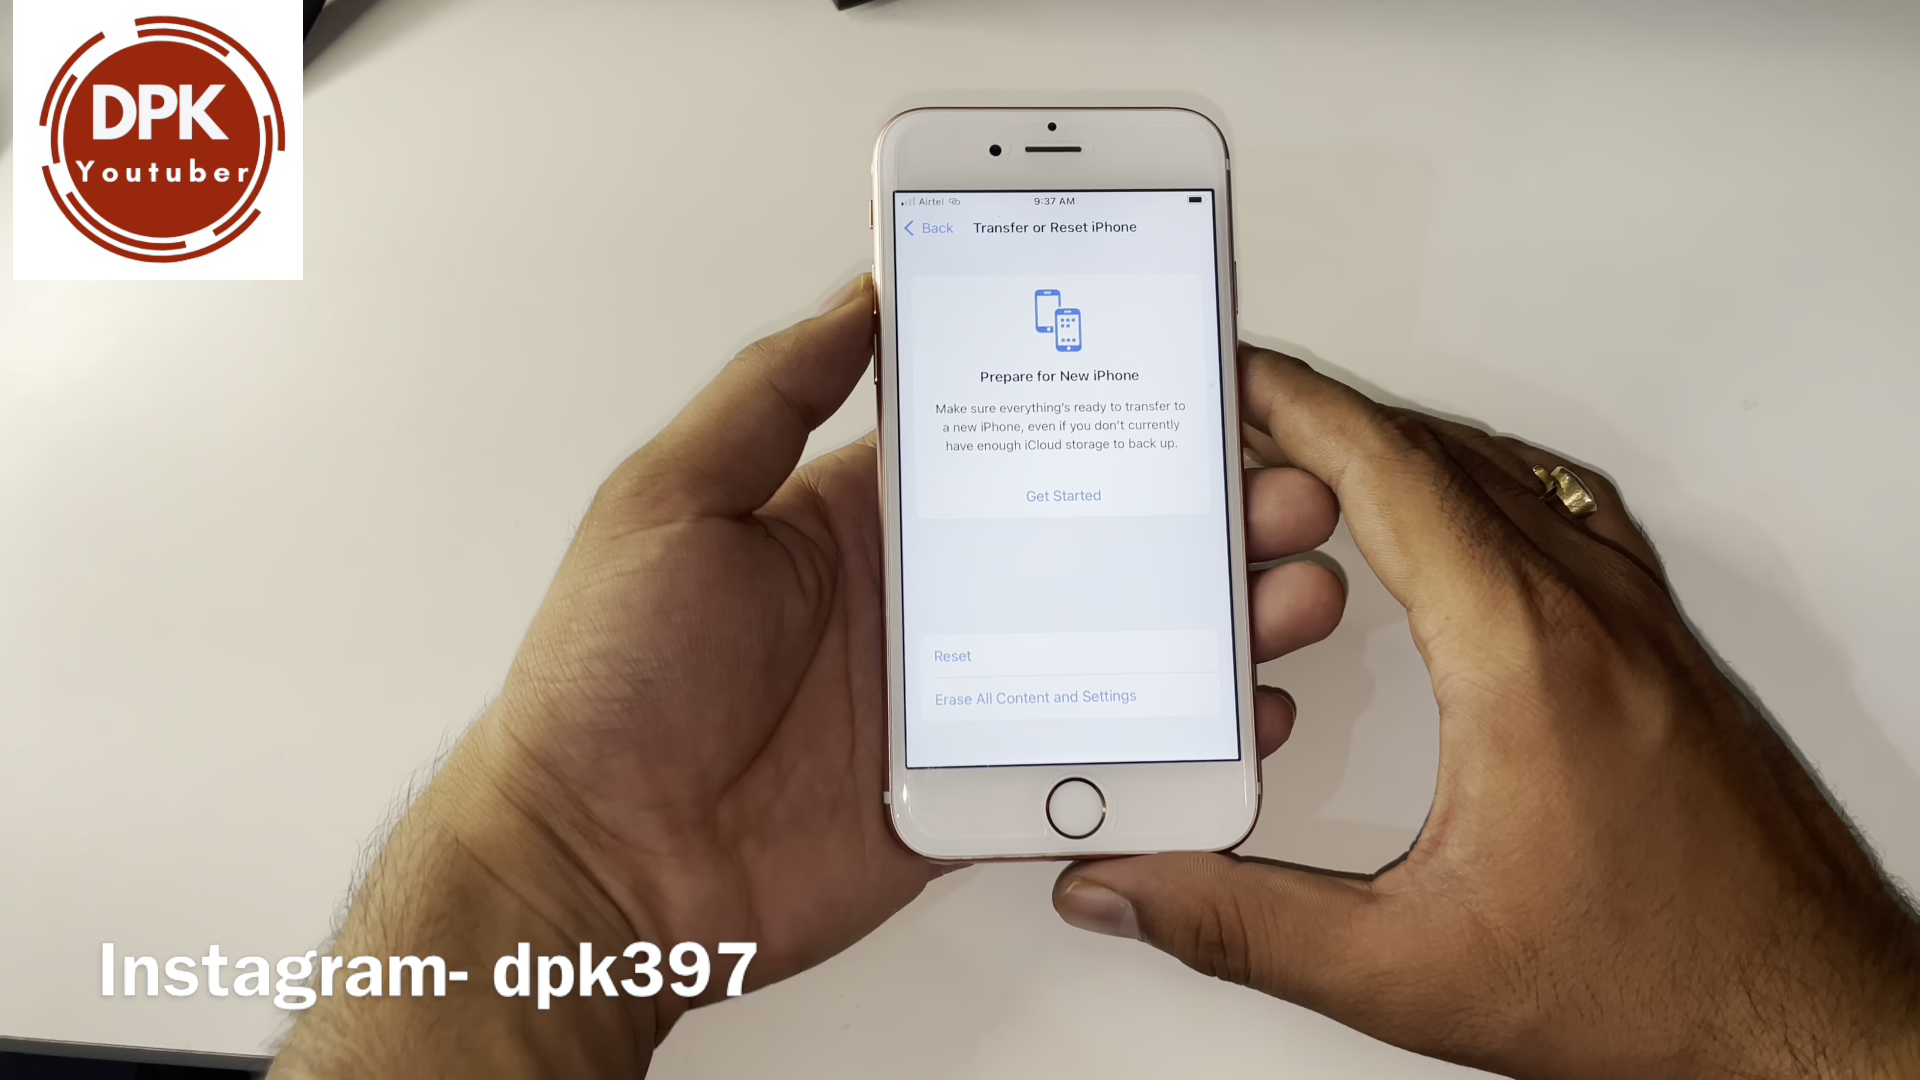 DPK
Youtuber
Airtel
9:37 AM
Back
Transfer or Reset iPhone
Prepare for New iPhone
Make sure everything's ready to transfer to
a new iPhone, even if you don't currently
have enough iCloud storage to back up.
Get Started
Reset
Erase All Content and Settings
Instagram- dpk397